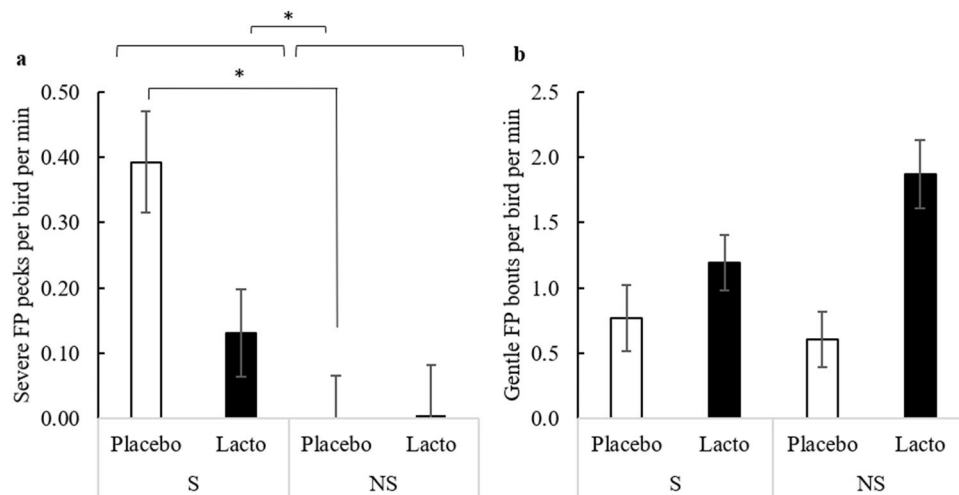 *
a
*
Severe FP pecks per bird per min
0.50
0.40
0.30
0.20
0.10
0.00
Placebo Lacto Placebo Lacto
S NS
b
Gentle FP bouts per bird per min
2.5
2.0
1.5
1.0
0.5
0.0
Placebo Lacto Placebo Lacto
S NS